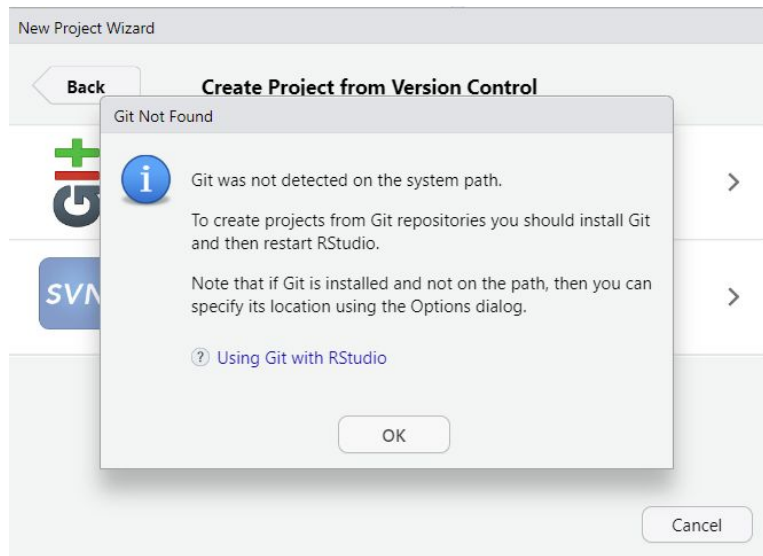 New Project Wizard
Back
Create Project from Version Control
Git Not Found
Git was not detected on the system path.
To create projects from Git repositories you should install Git
and then restart RStudio.
Note that if Git is installed and not on the path, then you can
specify its location using the Options dialog.
? Using Git with RStudio
OK
Git
SVN
Cancel